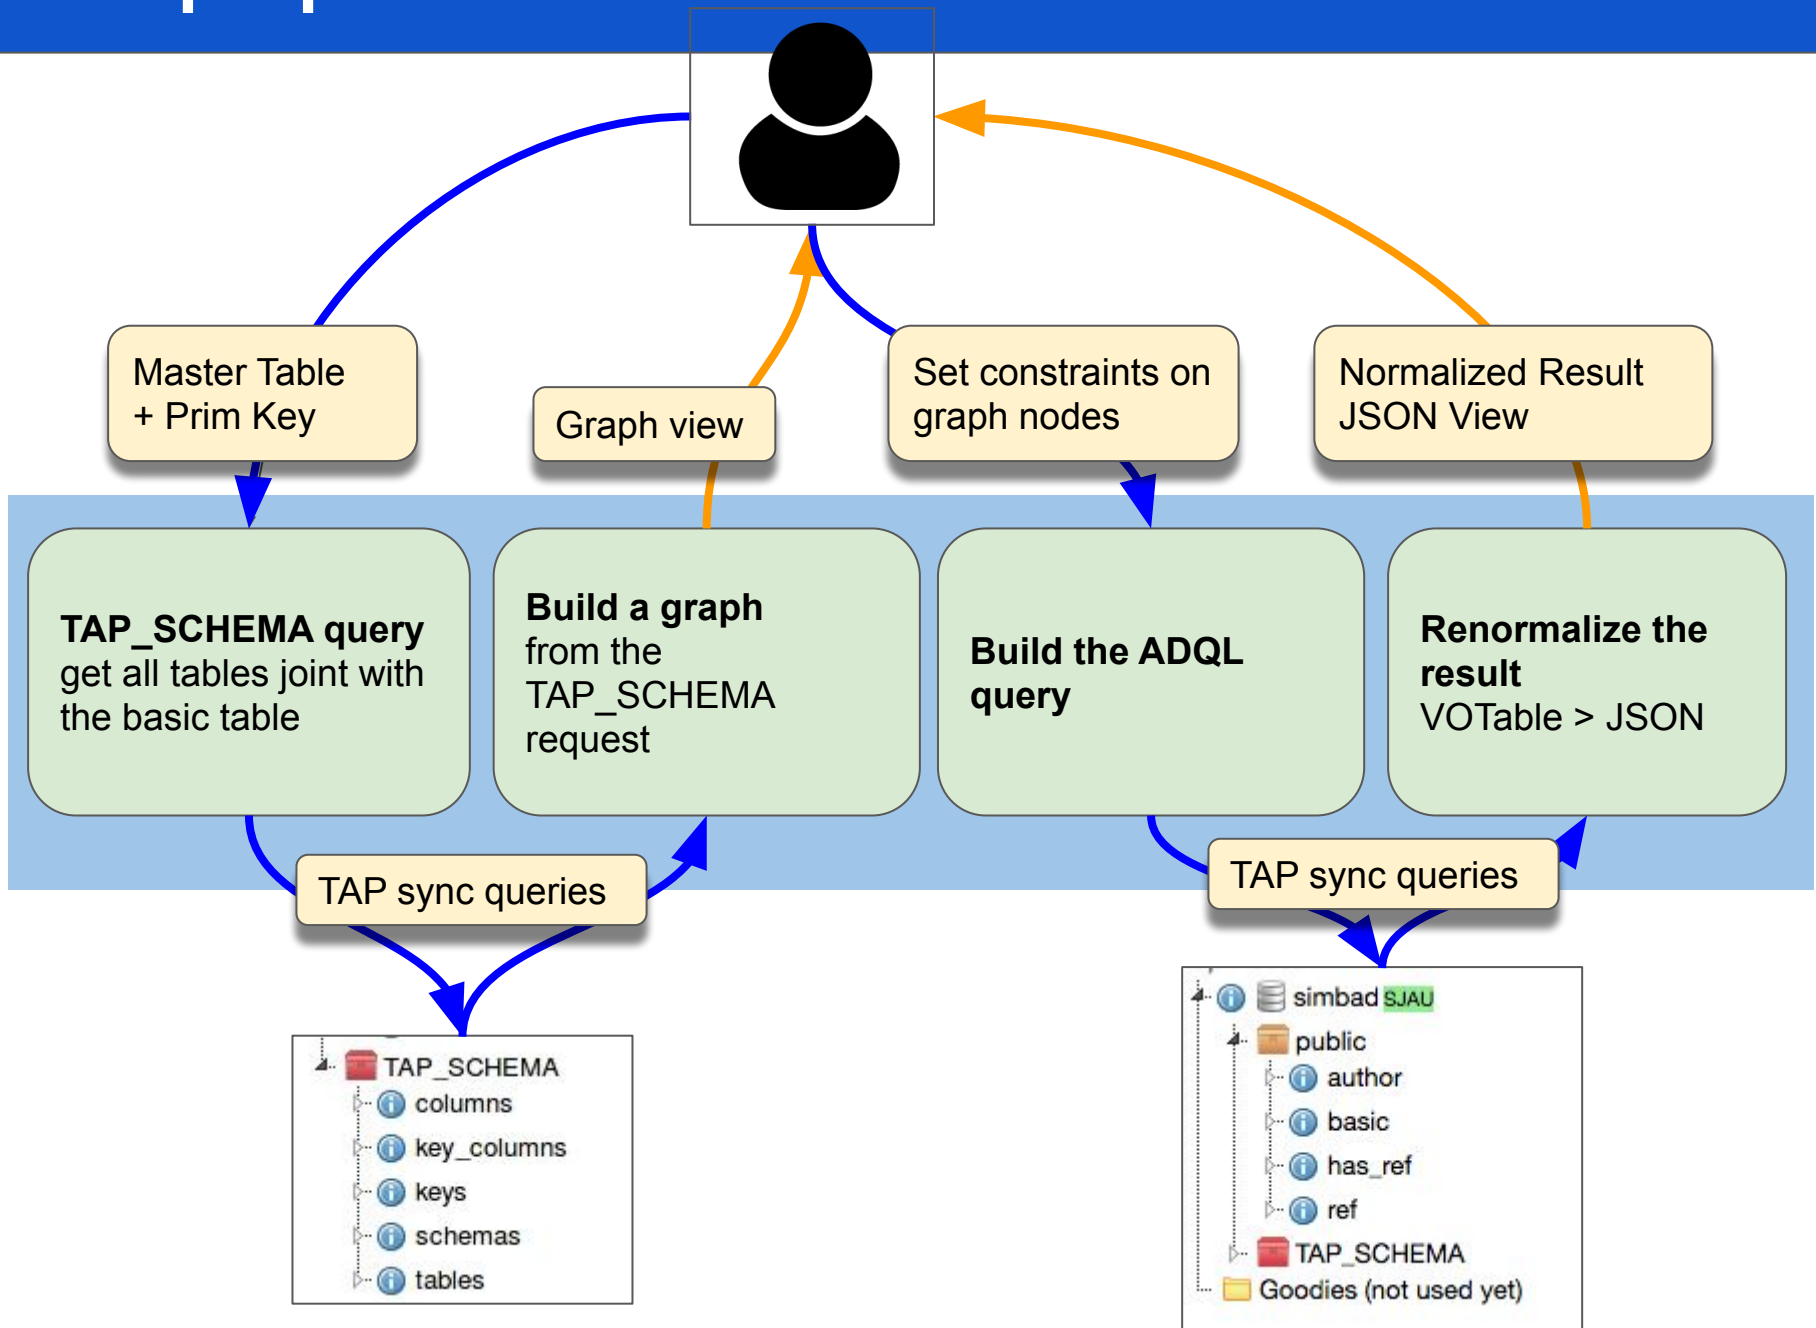 Master Table
+ Prim Key
Graph view
Set constraints on
graph nodes
Normalized Result
JSON View
TAP_SCHEMA query
get all tables joint with
the basic table
Build a graph
from the
TAP_SCHEMA
request
Build the ADQL
query
Renormalize the
result
VOTable > JSON
TAP sync queries
TAP sync queries
TAP_SCHEMA
columns
key_columns
keys
schemas
tables
simbad SJAU
public
author
basic
has_ref
ref
TAP_SCHEMA
Goodies (not used yet)